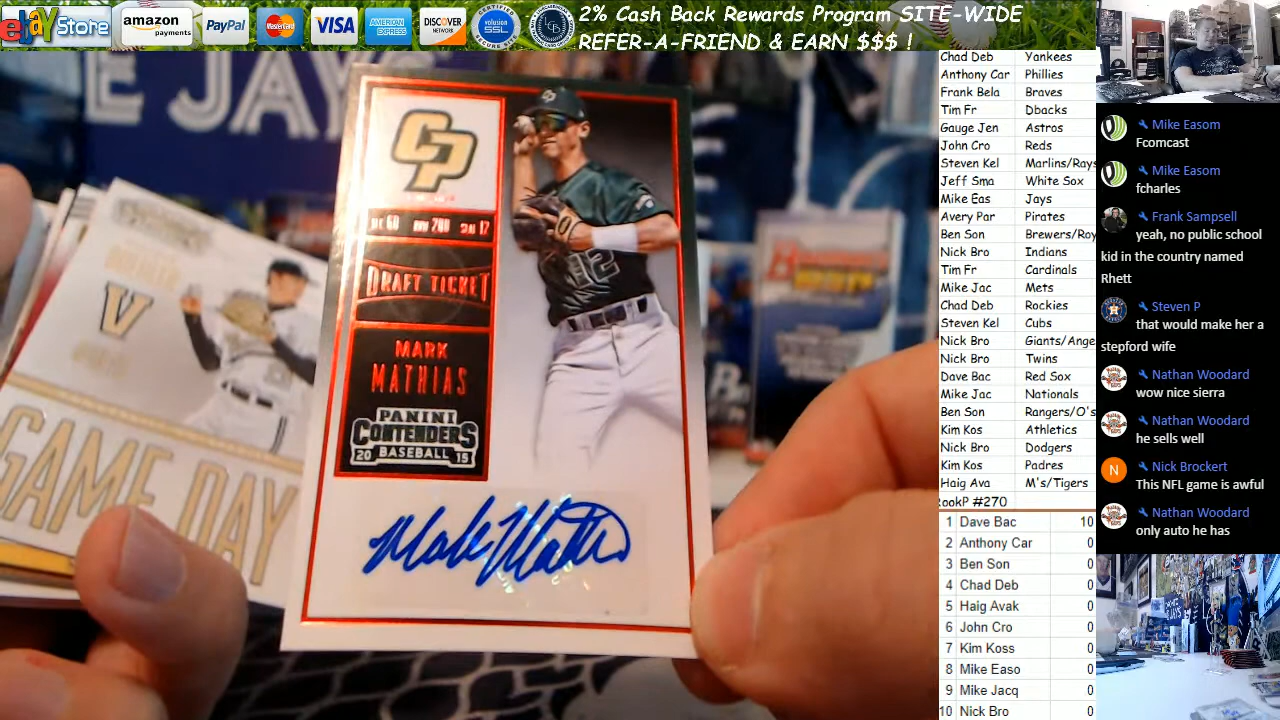 ebay Store
amazon payments
PayPal
MasterCard
VISA
AMERICAN EXPRESS
DISCOVER NETWORK
CERTIFIED
volusion
SSL
SECURE SITE
2% Cash Back Rewards Program SITE-WIDE
REFER-A-FRIEND & EARN $$$ !
E JA
CP
DRAFT TICKET
MARK
MATHIAS
PANINI
CONTENDERS
20 BASEBALL 15
12
V
GAME DA
Chad Deb Yankees
Anthony Car Phillies
Frank Bela Braves
Tim Fr Dbacks
Gauge Jen Astros
John Cro Reds
Steven Kel Marlins/Rays
Jeff Sma White Sox
Mike Eas Jays
Avery Par Pirates
Ben Son Brewers/Roy
Nick Bro Indians
Tim Fr Cardinals
Mike Jac Mets
Chad Deb Rockies
Steven Kel Cubs
Nick Bro Giants/Ange
Nick Bro Twins
Dave Bac Red Sox
Mike Jac Nationals
Ben Son Rangers/O's
Kim Kos Athletics
Nick Bro Dodgers
Kim Kos Padres
Haig Ava M's/Tigers
RookP #270
1 Dave Bac 10
2 Anthony Car 0
3 Ben Son 0
4 Chad Deb 0
5 Haig Avak 0
6 John Cro 0
7 Kim Koss 0
8 Mike Easo 0
9 Mike Jacq 0
10 Nick Bro 0
Mike Easom
Fcomcast
Mike Easom
fcharles
Frank Sampsell
yeah, no public school
kid in the country named
Rhett
Steven P
that would make her a
stepford wife
Nathan Woodard
wow nice sierra
Nathan Woodard
he sells well
N
Nick Brockert
This NFL game is awful
Nathan Woodard
only auto he has